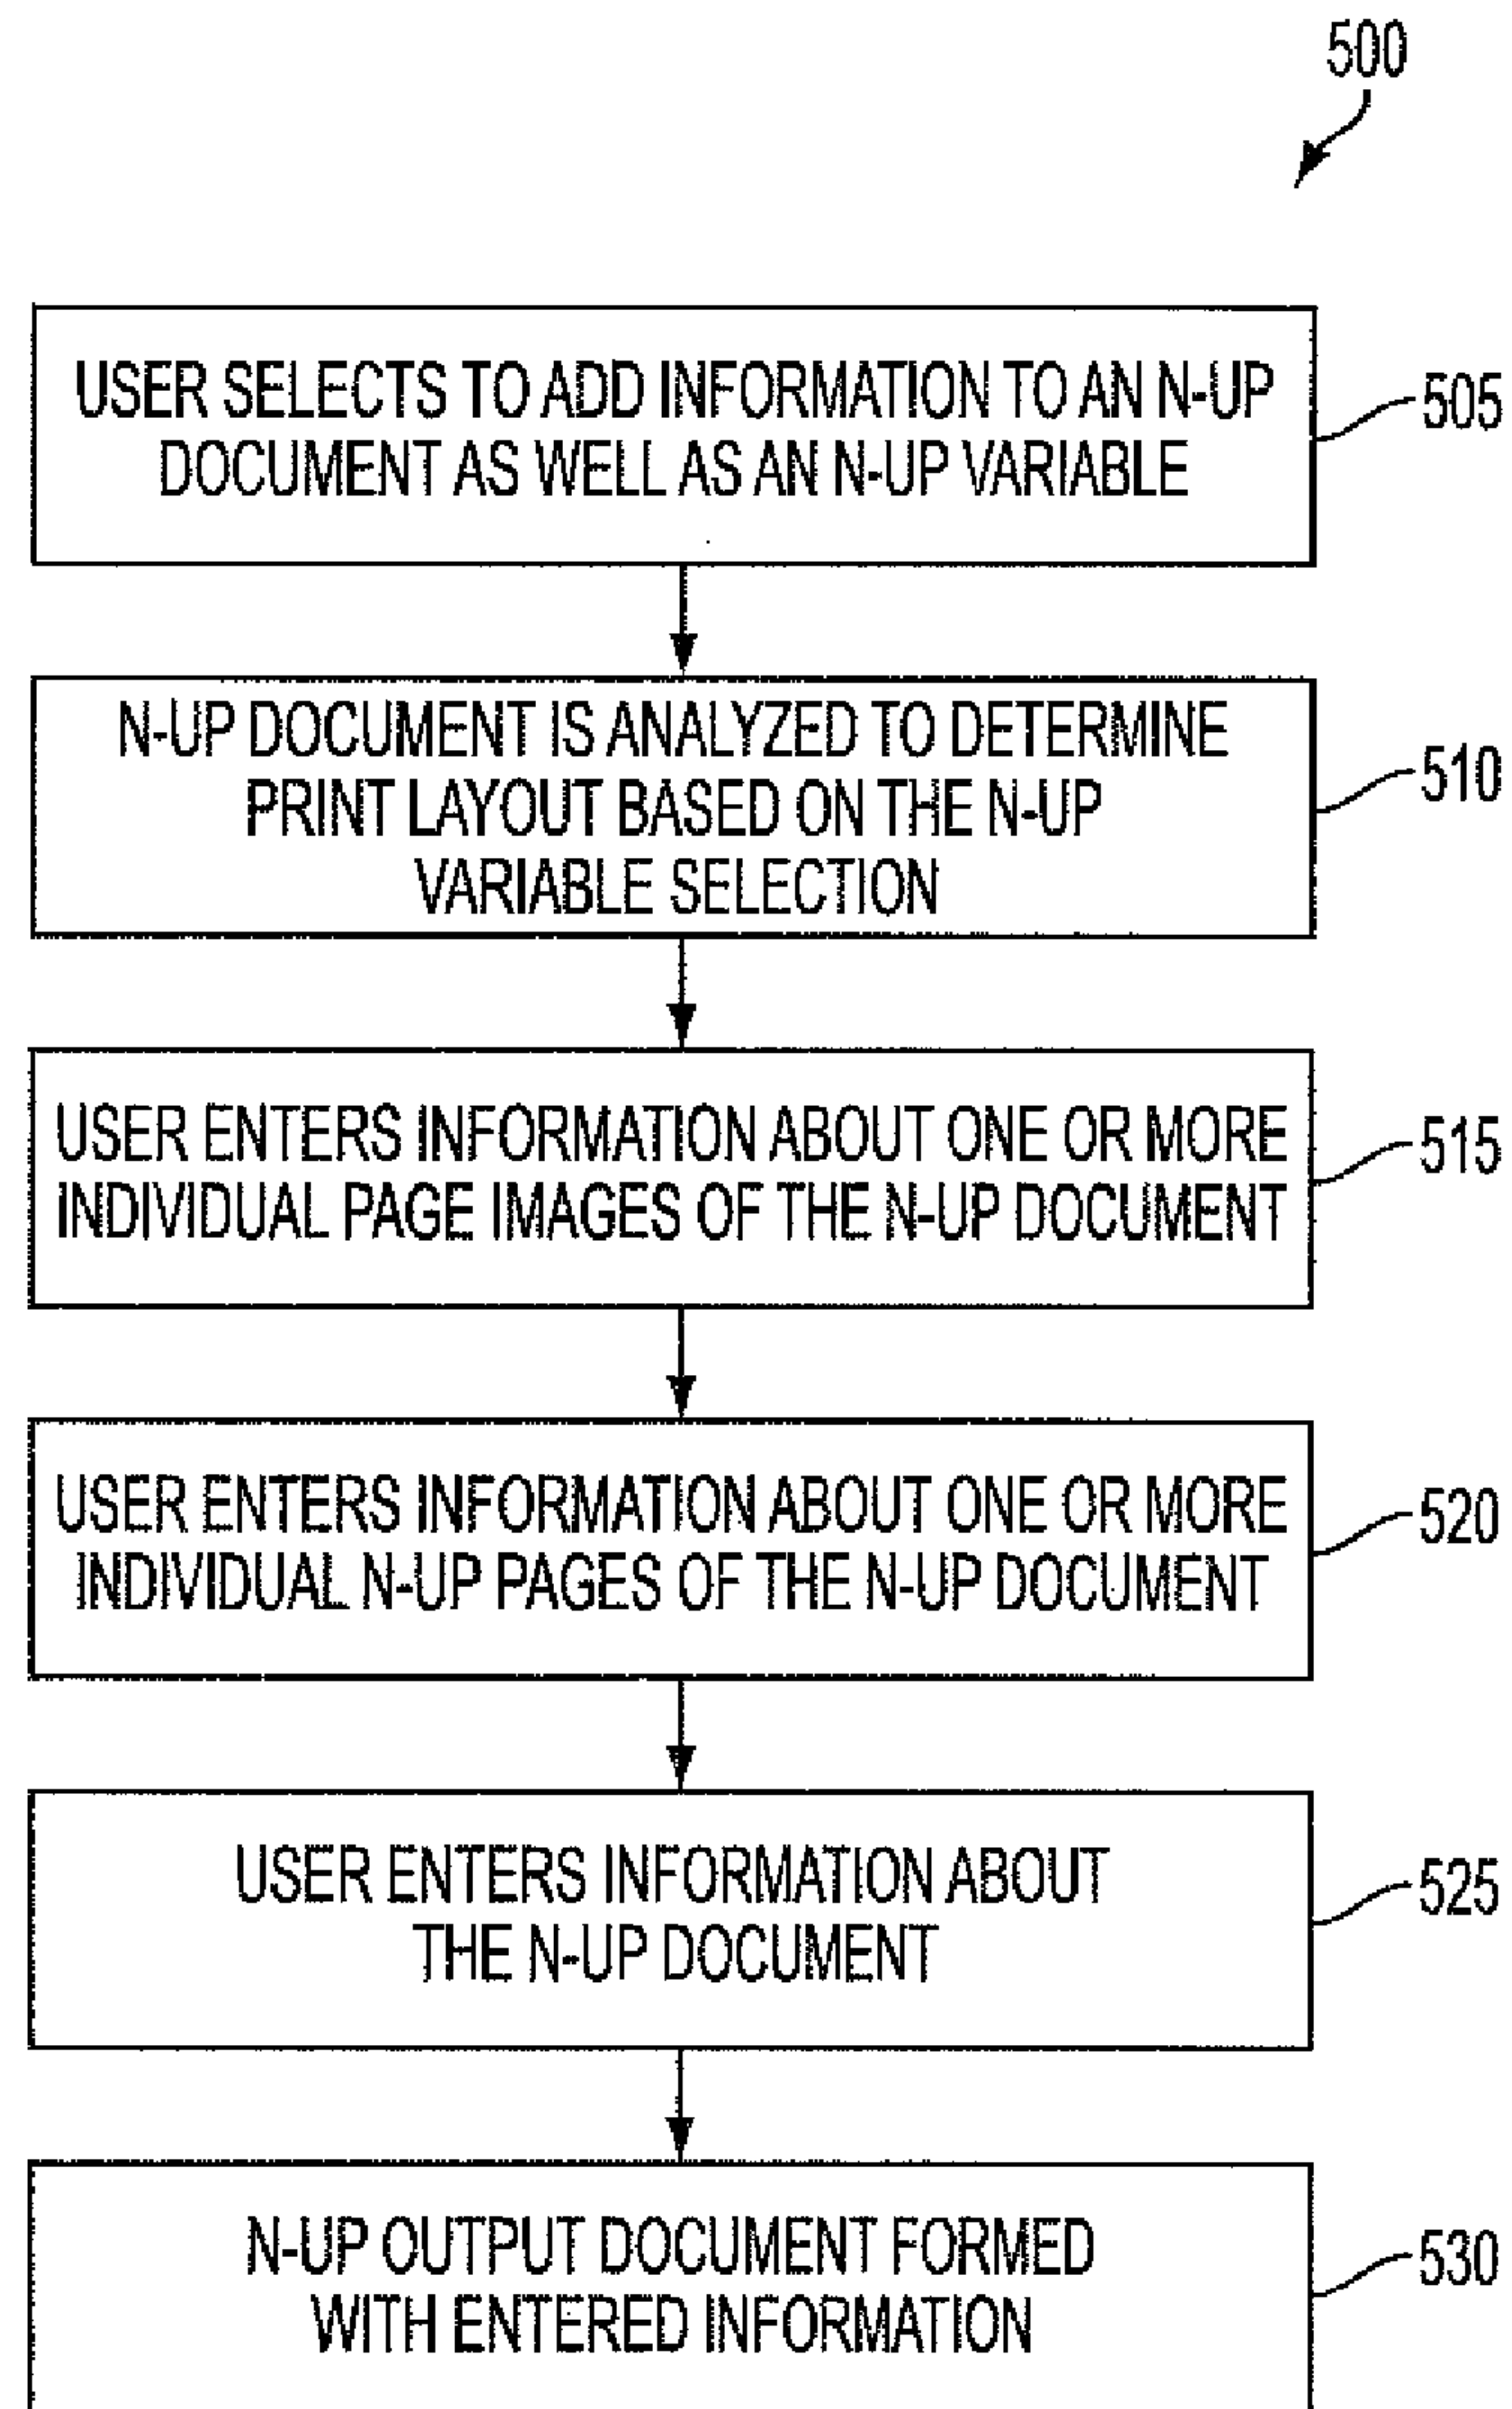 500
USER SELECTS TO ADD INFORMATION TO AN N-UP
DOCUMENT AS WELL AS AN N-UP VARIABLE
505
N-UP DOCUMENT IS ANALYZED TO DETERMINE
PRINT LAYOUT BASED ON THE N-UP
VARIABLE SELECTION
510
USER ENTERS INFORMATION ABOUT ONE OR MORE
INDIVIDUAL PAGE IMAGES OF THE N-UP DOCUMENT
515
USER ENTERS INFORMATION ABOUT ONE OR MORE
INDIVIDUAL N-UP PAGES OF THE N-UP DOCUMENT
520
USER ENTERS INFORMATION ABOUT
THE N-UP DOCUMENT
525
N-UP OUTPUT DOCUMENT FORMED
WITH ENTERED INFORMATION
530